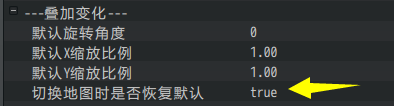 ---叠加变化---
默认旋转角度 0
默认X缩放比例 1.00
默认Y缩放比例 1.00
切换地图时是否恢复默认 true